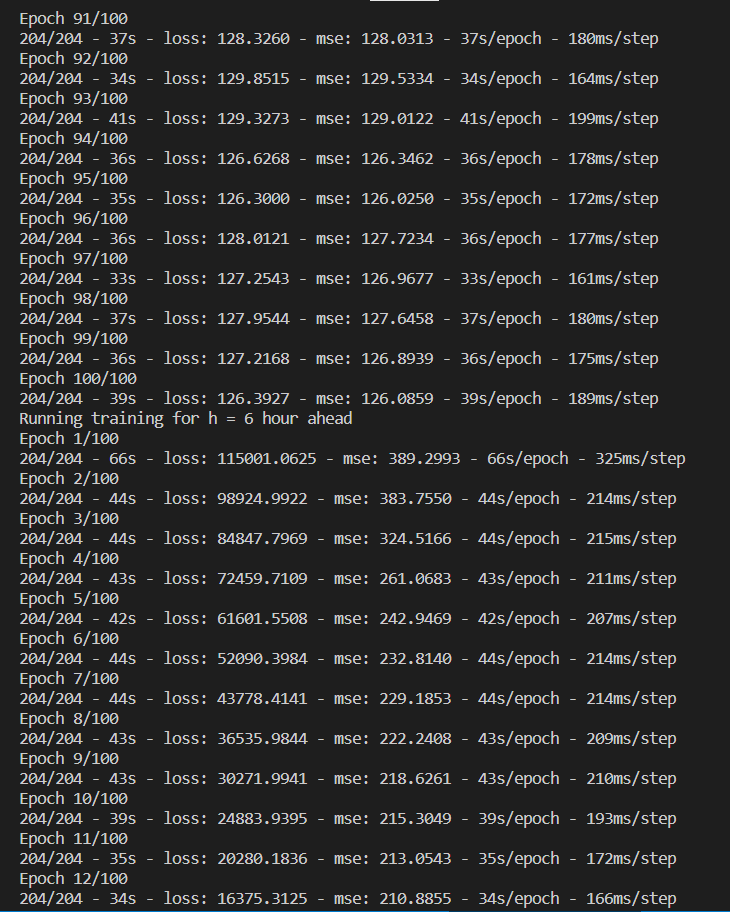 Epoch 91/100
204/204 - 37s - loss: 128.3260 - mse: 128.0313 - 37s/epoch - 180ms/step
Epoch 92/100
204/204 - 34s - loss: 129.8515 - mse: 129.5334 - 34s/epoch - 164ms/step
Epoch 93/100
204/204 - 41s - loss: 129.3273 - mse: 129.0122 - 41s/epoch - 199ms/step
Epoch 94/100
204/204 - 36s - loss: 126.6268 - mse: 126.3462 - 36s/epoch - 178ms/step
Epoch 95/100
204/204 - 35s - loss: 126.3000 - mse: 126.0250 - 35s/epoch - 172ms/step
Epoch 96/100
204/204 - 36s - loss: 128.0121 - mse: 127.7234 - 36s/epoch - 177ms/step
Epoch 97/100
204/204 - 33s - loss: 127.2543 - mse: 126.9677 - 33s/epoch - 161ms/step
Epoch 98/100
204/204 - 37s - loss: 127.9544 - mse: 127.6458 - 37s/epoch - 180ms/step
Epoch 99/100
204/204 - 36s - loss: 127.2168 - mse: 126.8939 - 36s/epoch - 175ms/step
Epoch 100/100
204/204 - 39s - loss: 126.3927 - mse: 126.0859 - 39s/epoch - 189ms/step
Running training for h = 6 hour ahead
Epoch 1/100
204/204 - 66s - loss: 115001.0625 - mse: 389.2993 - 66s/epoch - 325ms/step
Epoch 2/100
204/204 - 44s - loss: 98924.9922 - mse: 383.7550 - 44s/epoch - 214ms/step
Epoch 3/100
204/204 - 44s - loss: 84847.7969 - mse: 324.5166 - 44s/epoch - 215ms/step
Epoch 4/100
204/204 - 43s - loss: 72459.7109 - mse: 261.0683 - 43s/epoch - 211ms/step
Epoch 5/100
204/204 - 42s - loss: 61601.5508 - mse: 242.9469 - 42s/epoch - 207ms/step
Epoch 6/100
204/204 - 44s - loss: 52090.3984 - mse: 232.8140 - 44s/epoch - 214ms/step
Epoch 7/100
204/204 - 44s - loss: 43778.4141 - mse: 229.1853 - 44s/epoch - 214ms/step
Epoch 8/100
204/204 - 43s - loss: 36535.9844 - mse: 222.2408 - 43s/epoch - 209ms/step
Epoch 9/100
204/204 - 43s - loss: 30271.9941 - mse: 218.6261 - 43s/epoch - 210ms/step
Epoch 10/100
204/204 - 39s - loss: 24883.9395 - mse: 215.3049 - 39s/epoch - 193ms/step
Epoch 11/100
204/204 - 35s - loss: 20280.1836 - mse: 213.0543 - 35s/epoch - 172ms/step
Epoch 12/100
204/204 - 34s - loss: 16375.3125 - mse: 210.8855 - 34s/epoch - 166ms/step